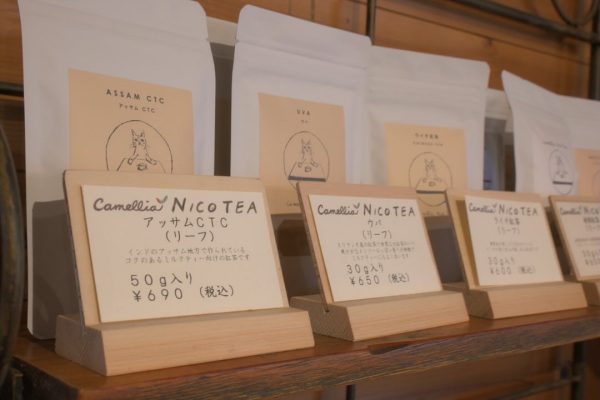 ASSAM CTC
アッサム CTC
UVA
ウバ
Camellia NICO TEA
アッサムCTC
(リーフ)
インドのアッサム地方で作られている
コクのあるミルクティー向けの紅茶です
50g入り
¥690 (税込)
Camellia NICO TEA
ウバ
(リーフ)
30g入り
¥650 (税込)
Camellia NICO TEA
(リーフ)
30g入り
¥600 (税込)
NICO TEA